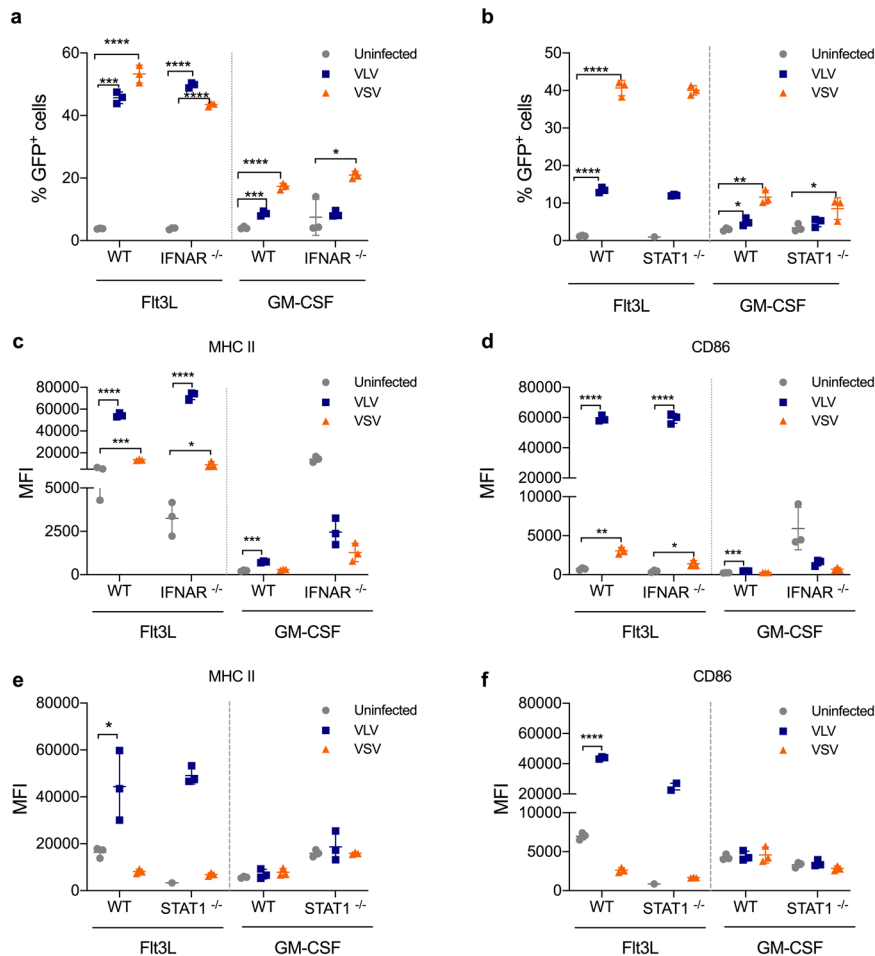 a
60
40
20
0
% GFP+ cells
**** *** **** **** *** **** *
Uninfected
VLV
VSV
WT IFNAR -/- WT IFNAR -/-
Flt3L GM-CSF
b
50
40
30
20
10
0
% GFP+ cells
**** **** * ** *
Uninfected
VLV
VSV
WT STAT1 -/- WT STAT1 -/-
Flt3L GM-CSF
c
MHC II
80000
60000
40000
20000
5000
2500
0
MFI
**** *** **** * ***
Uninfected
VLV
VSV
WT IFNAR -/- WT IFNAR -/-
Flt3L GM-CSF
d
CD86
80000
60000
40000
20000
10000
5000
0
MFI
**** ** **** * ***
Uninfected
VLV
VSV
WT IFNAR -/- WT IFNAR -/-
Flt3L GM-CSF
e
MHC II
80000
60000
40000
20000
0
MFI
*
Uninfected
VLV
VSV
WT STAT1 -/- WT STAT1 -/-
Flt3L GM-CSF
f
CD86
80000
60000
40000
20000
10000
5000
0
MFI
****
Uninfected
VLV
VSV
WT STAT1 -/- WT STAT1 -/-
Flt3L GM-CSF